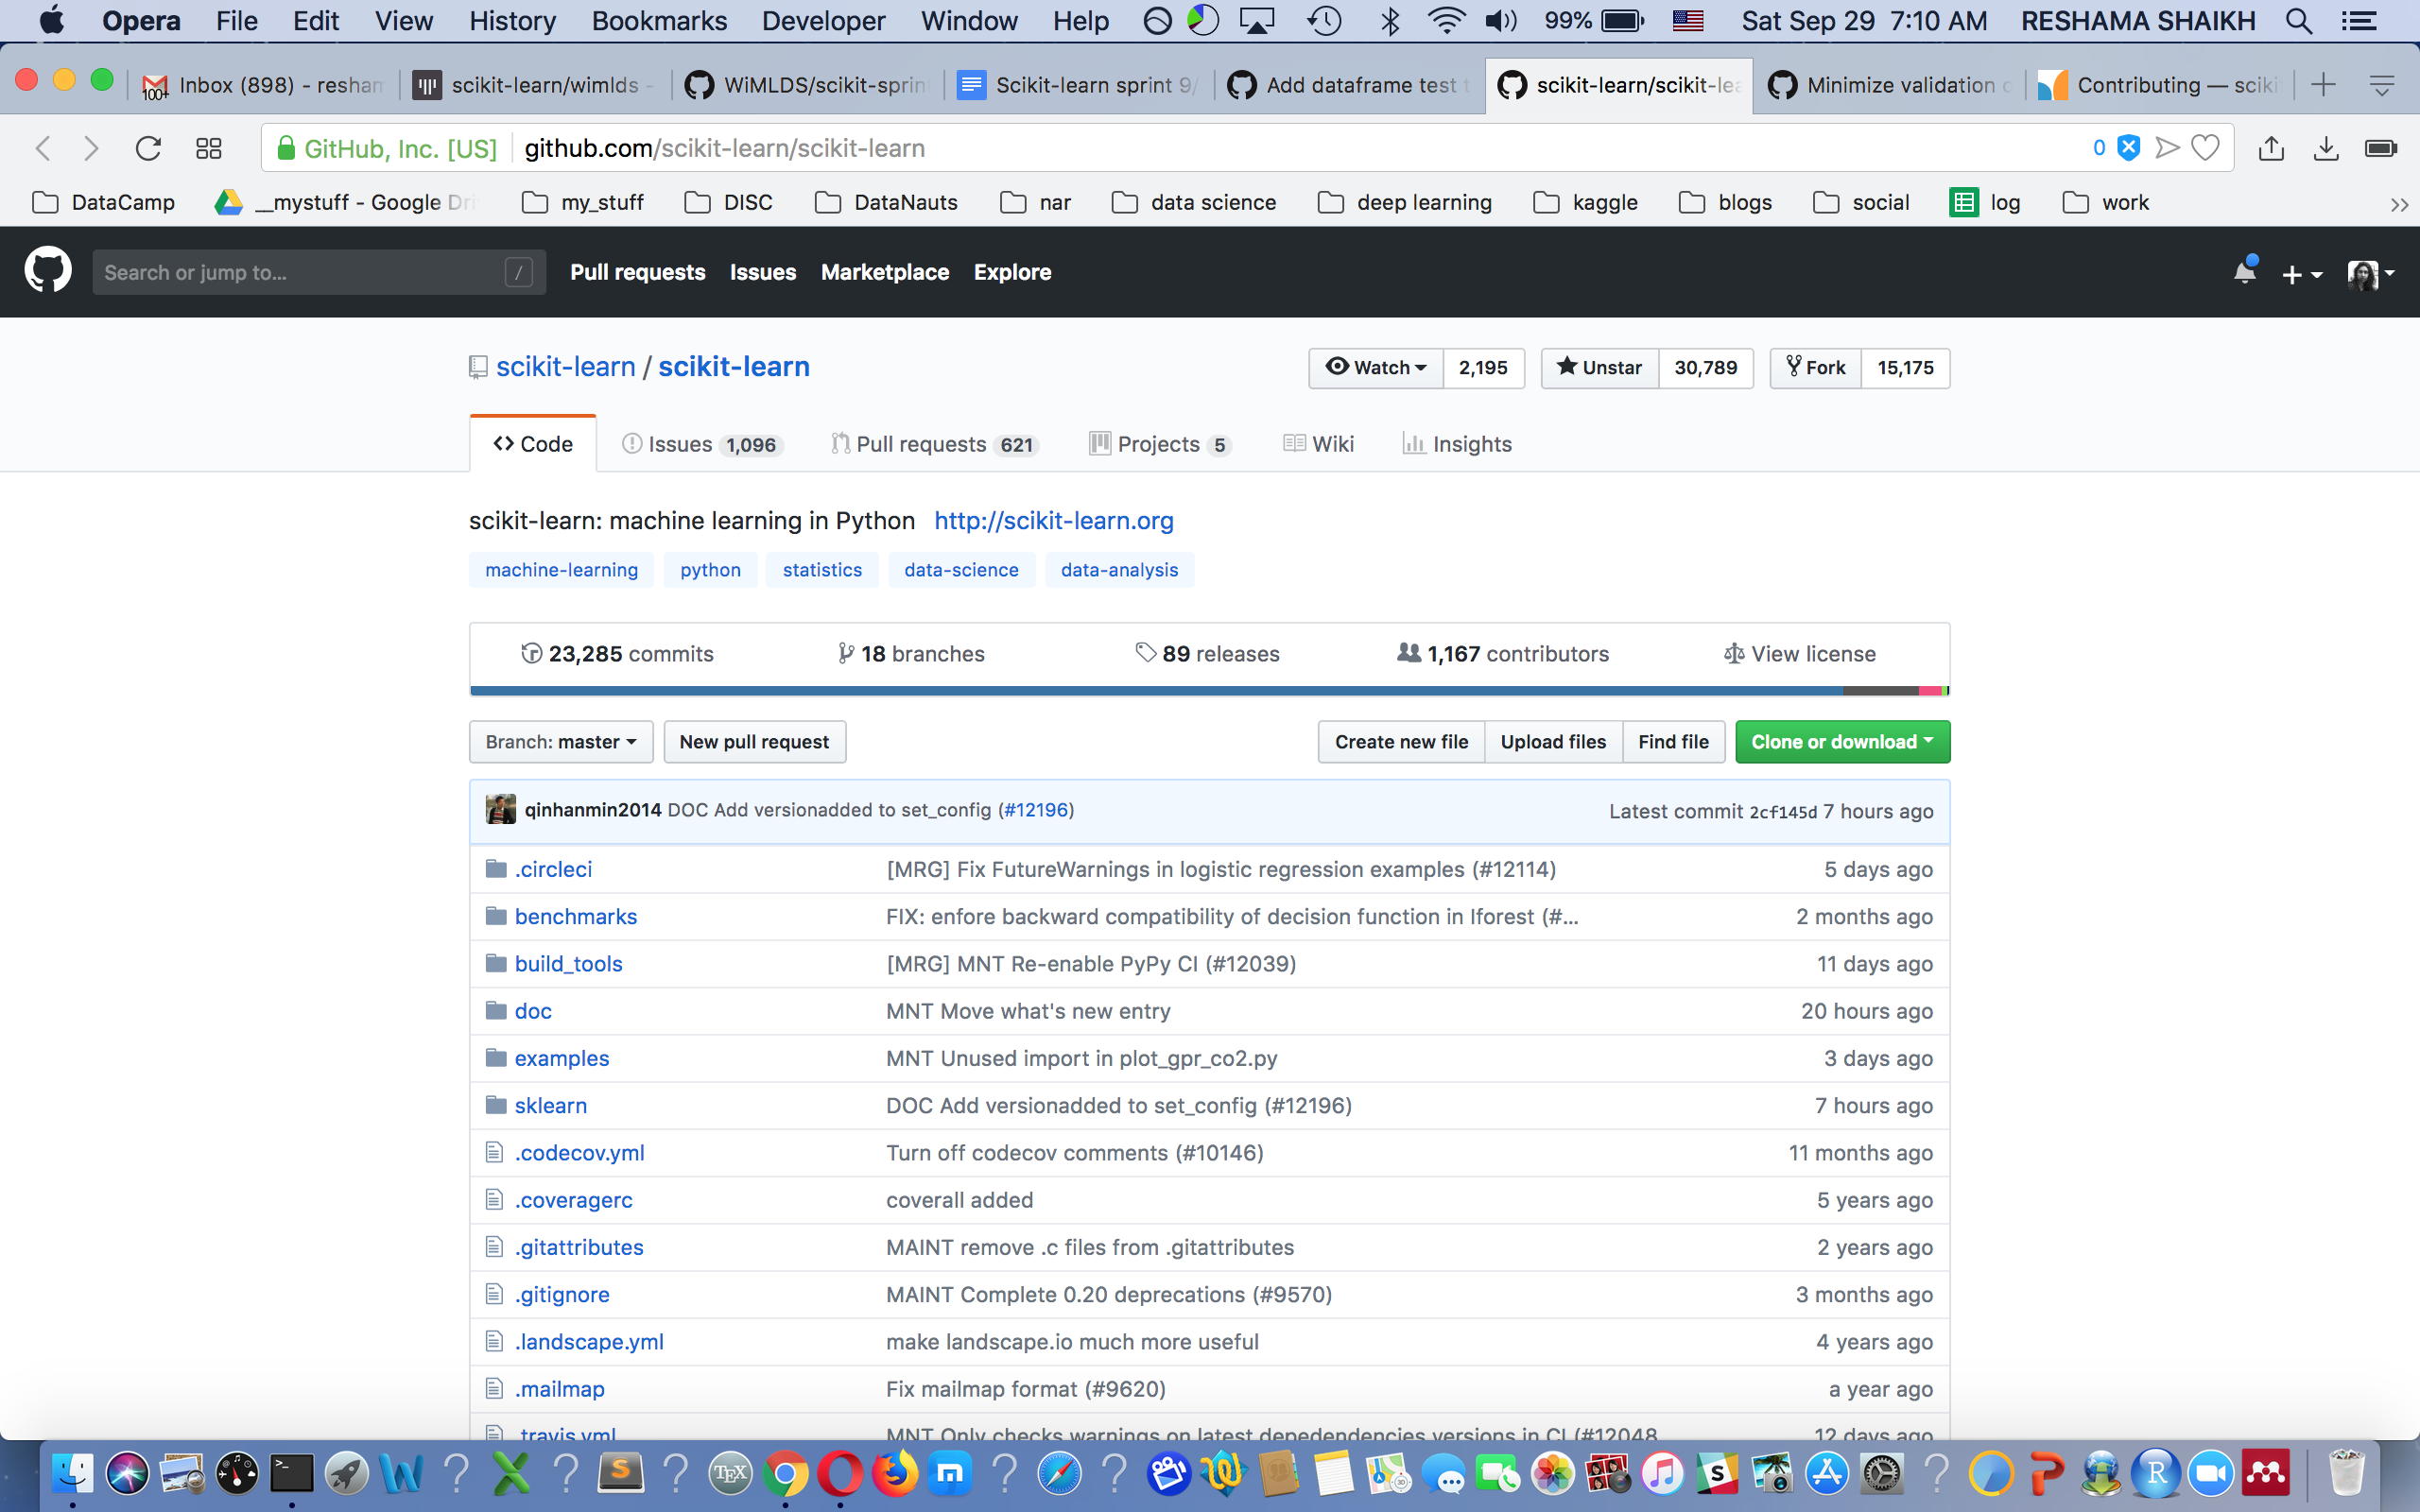 Opera File Edit View History Bookmarks Developer Window Help 99% Sat Sep 29 7:10 AM RESHAMA SHAIKH
100+ Inbox (898) - resham scikit-learn/wimlds - WiMLDS/scikit-sprin Scikit-learn sprint 9/ Add dataframe test t scikit-learn/scikit-lea Minimize validation c Contributing — sciki
GitHub, Inc. [US] github.com/scikit-learn/scikit-learn 0
DataCamp __mystuff - Google Dri my_stuff DISC DataNauts nar data science deep learning kaggle blogs social log work »
Search or jump to... / Pull requests Issues Marketplace Explore
scikit-learn / scikit-learn Watch 2,195 Unstar 30,789 Fork 15,175
Code Issues 1,096 Pull requests 621 Projects 5 Wiki Insights
scikit-learn: machine learning in Python http://scikit-learn.org
machine-learning python statistics data-science data-analysis
23,285 commits 18 branches 89 releases 1,167 contributors View license
Branch: master New pull request Create new file Upload files Find file Clone or download
qinhanmin2014 DOC Add versionadded to set_config (#12196) Latest commit 2cf145d 7 hours ago
.circleci [MRG] Fix FutureWarnings in logistic regression examples (#12114) 5 days ago
benchmarks FIX: enfore backward compatibility of decision function in Iforest (#... 2 months ago
build_tools [MRG] MNT Re-enable PyPy CI (#12039) 11 days ago
doc MNT Move what's new entry 20 hours ago
examples MNT Unused import in plot_gpr_co2.py 3 days ago
sklearn DOC Add versionadded to set_config (#12196) 7 hours ago
.codecov.yml Turn off codecov comments (#10146) 11 months ago
.coveragerc coverall added 5 years ago
.gitattributes MAINT remove .c files from .gitattributes 2 years ago
.gitignore MAINT Complete 0.20 deprecations (#9570) 3 months ago
.landscape.yml make landscape.io much more useful 4 years ago
.mailmap Fix mailmap format (#9620) a year ago
.travis.yml MNT Only checks warnings on latest depedendencies versions in CI (#12048 12 days ago